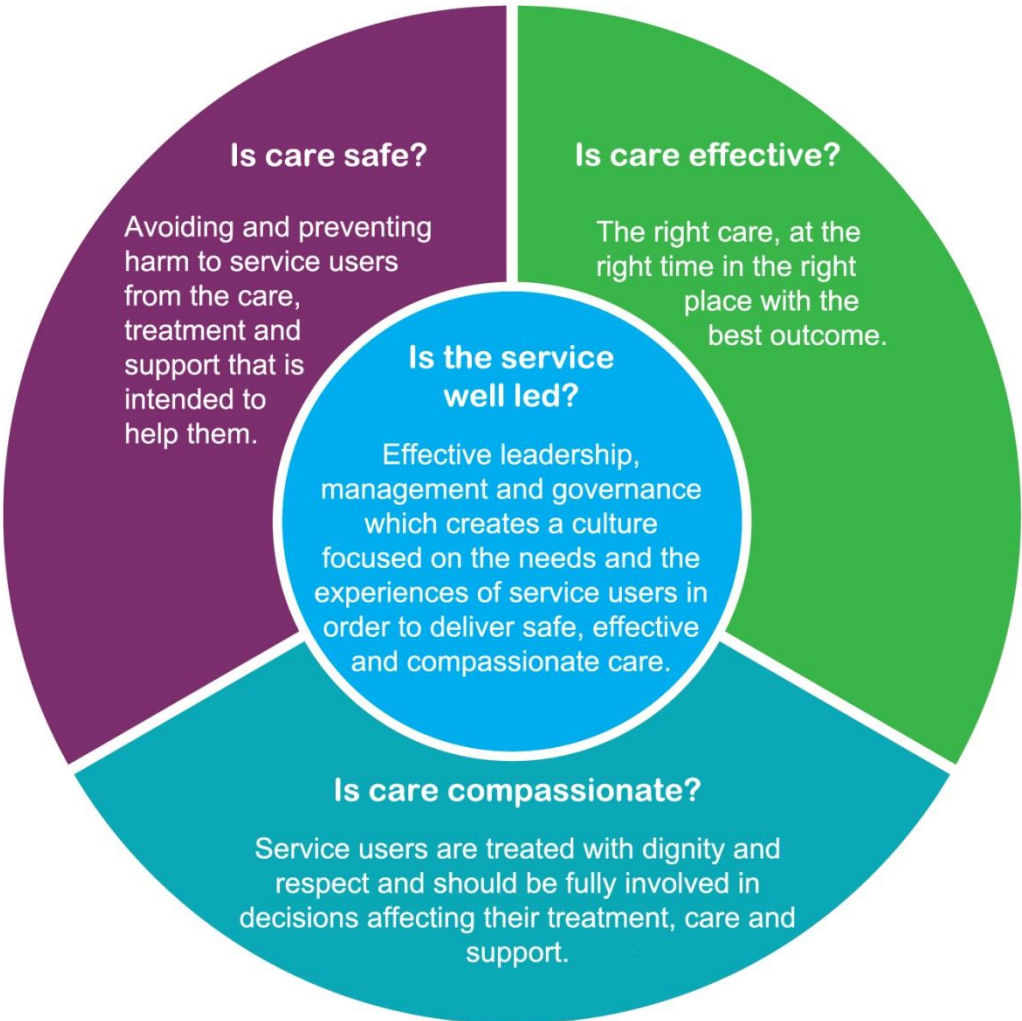 Is care safe?
Avoiding and preventing
harm to service users
from the care,
treatment and
support that is
intended to
help them.
Is care effective?
The right care, at the
right time in the right
place with the
best outcome.
Is the service
well led?
Effective leadership,
management and governance
which creates a culture
focused on the needs and the
experiences of service users in
order to deliver safe, effective
and compassionate care.
Is care compassionate?
Service users are treated with dignity and
respect and should be fully involved in
decisions affecting their treatment, care and
support.